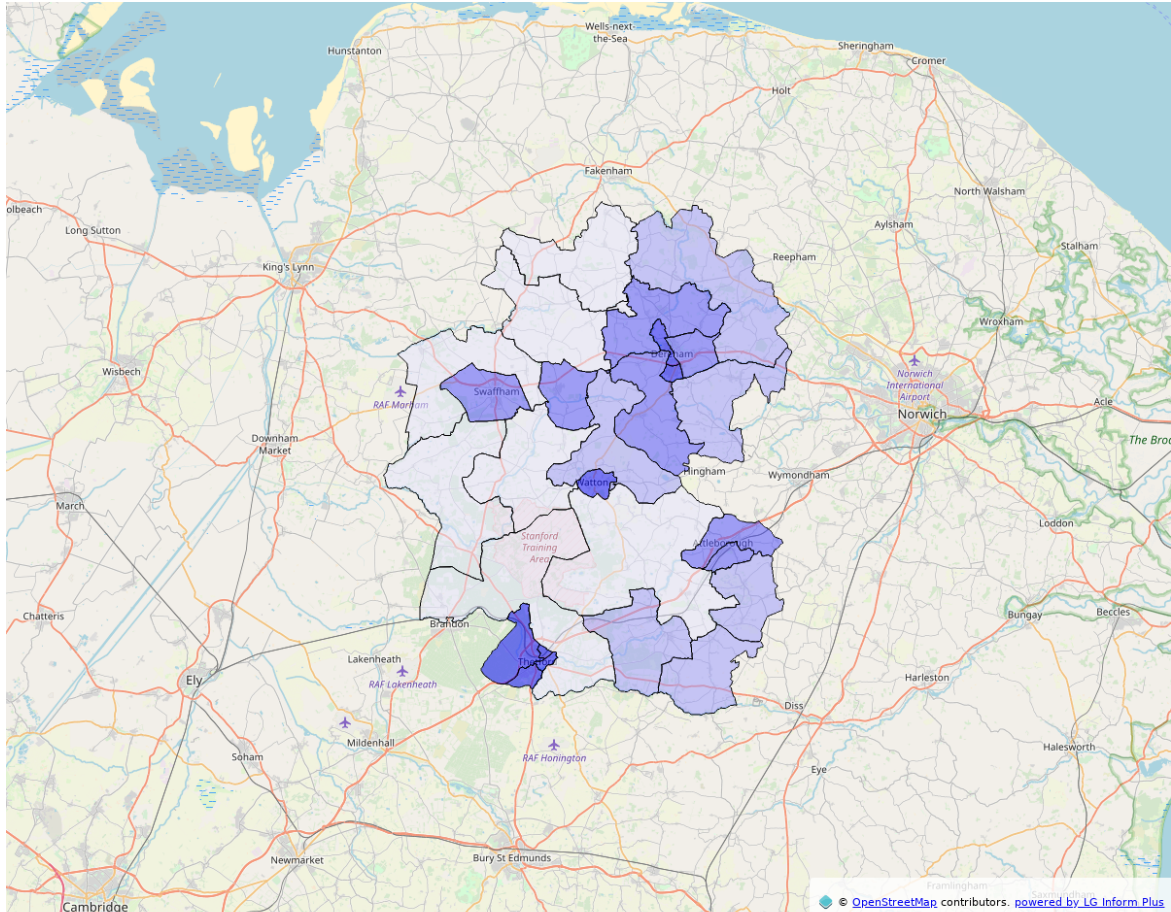 Wells-next-
the-Sea
Hunstanton
Sheringham
Cromer
Holt
Fakenham
North Walsham
olbeach
Long Sutton
Aylsham
Stalham
Reepham
King's Lynn
Wroxham
Wisbech
Dereham
Norwich
International
Airport
RAF Marham
Swaffham
Acle
Norwich
Downham
Market
The Broa
Hingham
Wymondham
Watton
March
Loddon
Stanford
Training
Area
Attleborough
Chatteris
Brandon
Bungay
Beccles
Lakenheath
Thetford
Ely
RAF Lakenheath
Harleston
Diss
Mildenhall
RAF Honington
Halesworth
Soham
Eye
Newmarket
Bury St Edmunds
Framlingham
Saxmundham
Cambridge
© OpenStreetMap contributors. powered by LG Inform Plus